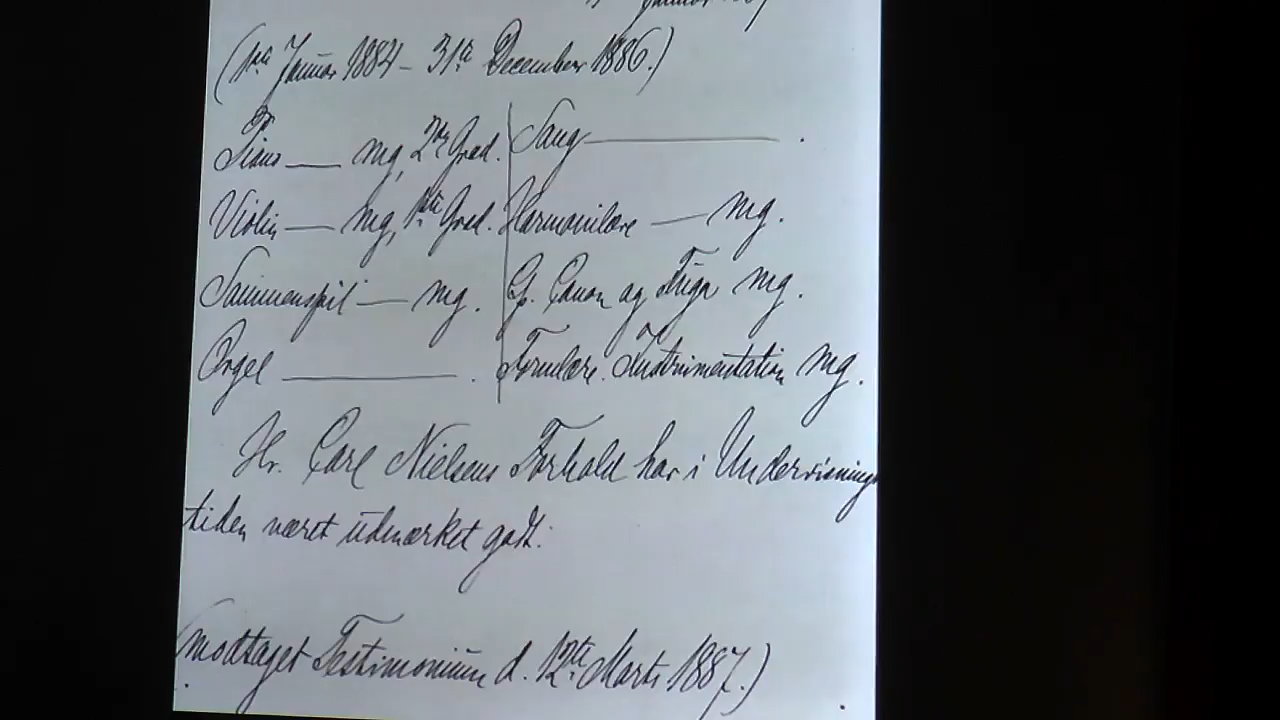 Januar
(1ste Januar 1884 – 31te December 1886.)
Piano — mg, 2den Grad. Sang — .
Violin — mg, 1ste Grad. Harmonilære — mg.
Sammenspil — mg. Canon og Fuga mg.
Orgel — . Formlære. Instrumentation mg.
Hr. Carl Nielsens Forhold har i Undervisnings
tiden været udmærket godt.
(modtaget Testimonium d. 12te Marts 1887.)